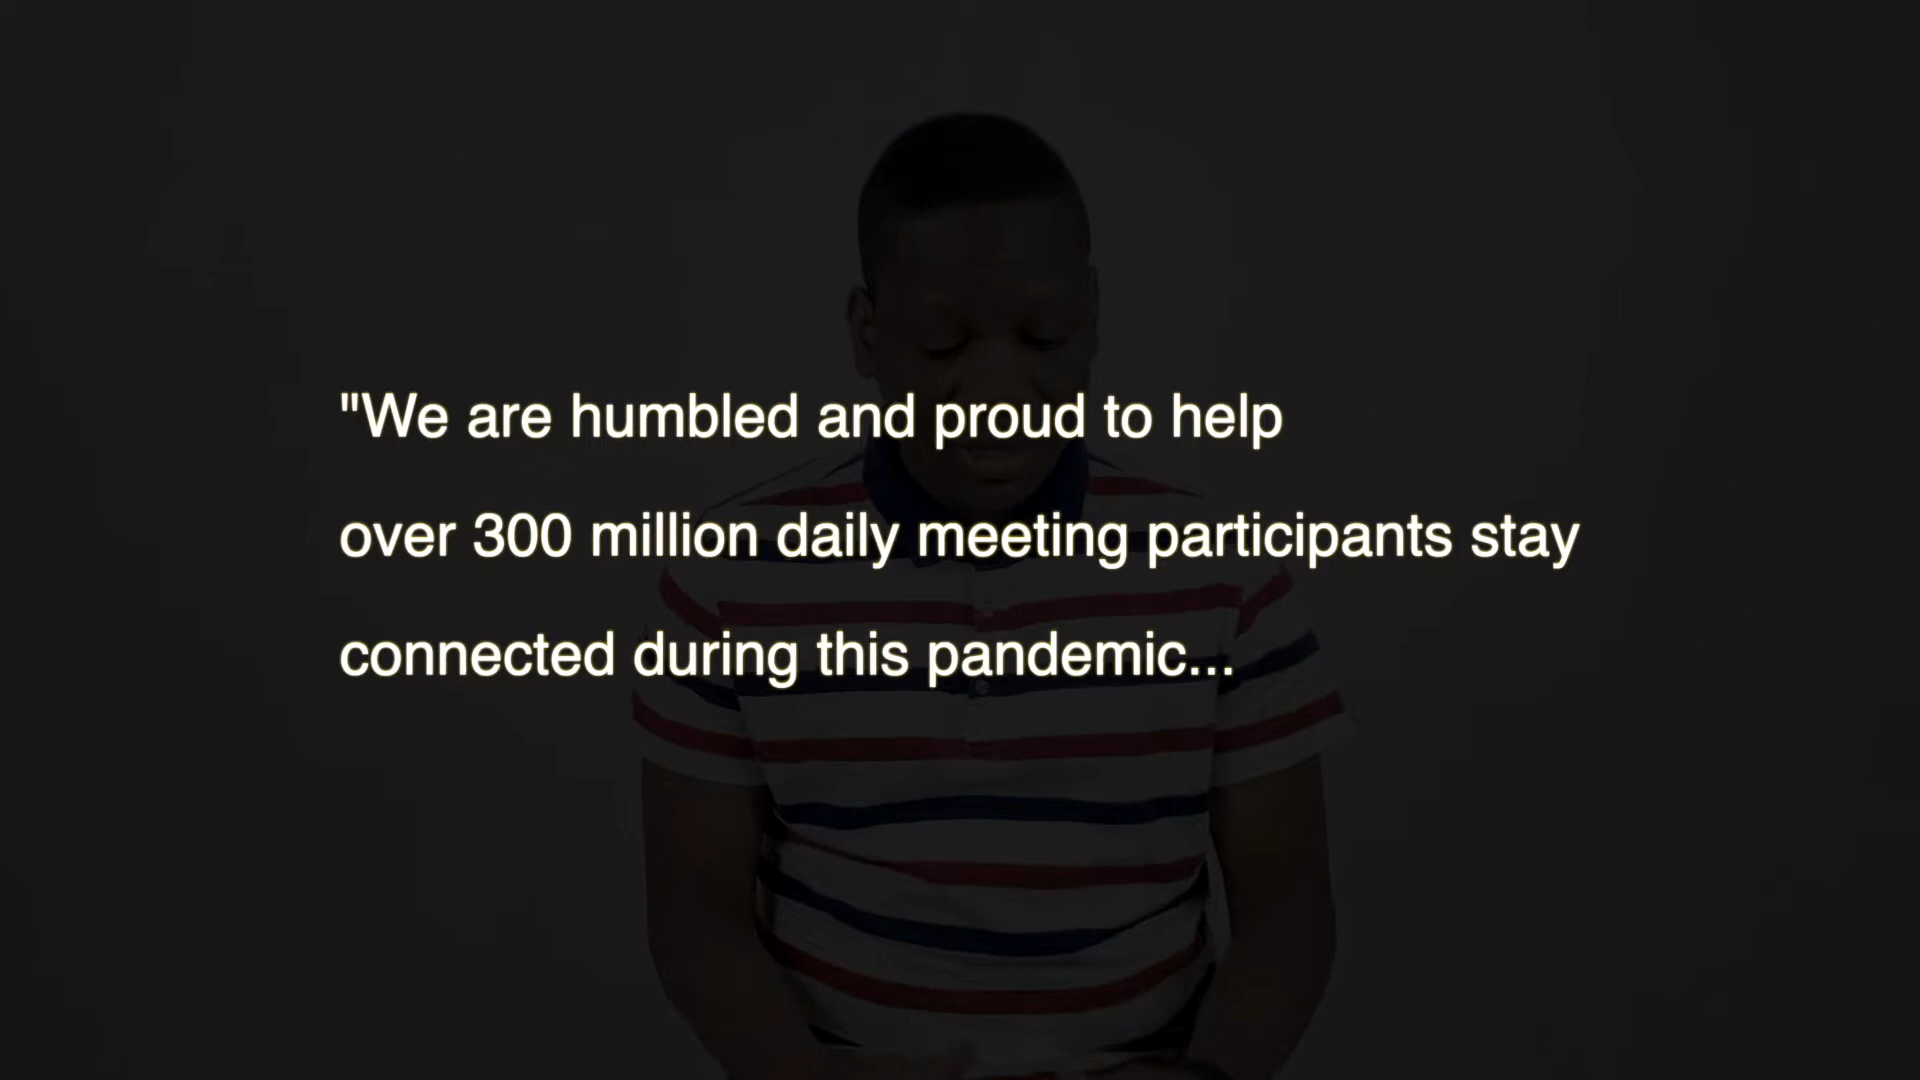 "We are humbled and proud to help
over 300 million daily meeting participants stay
connected during this pandemic...